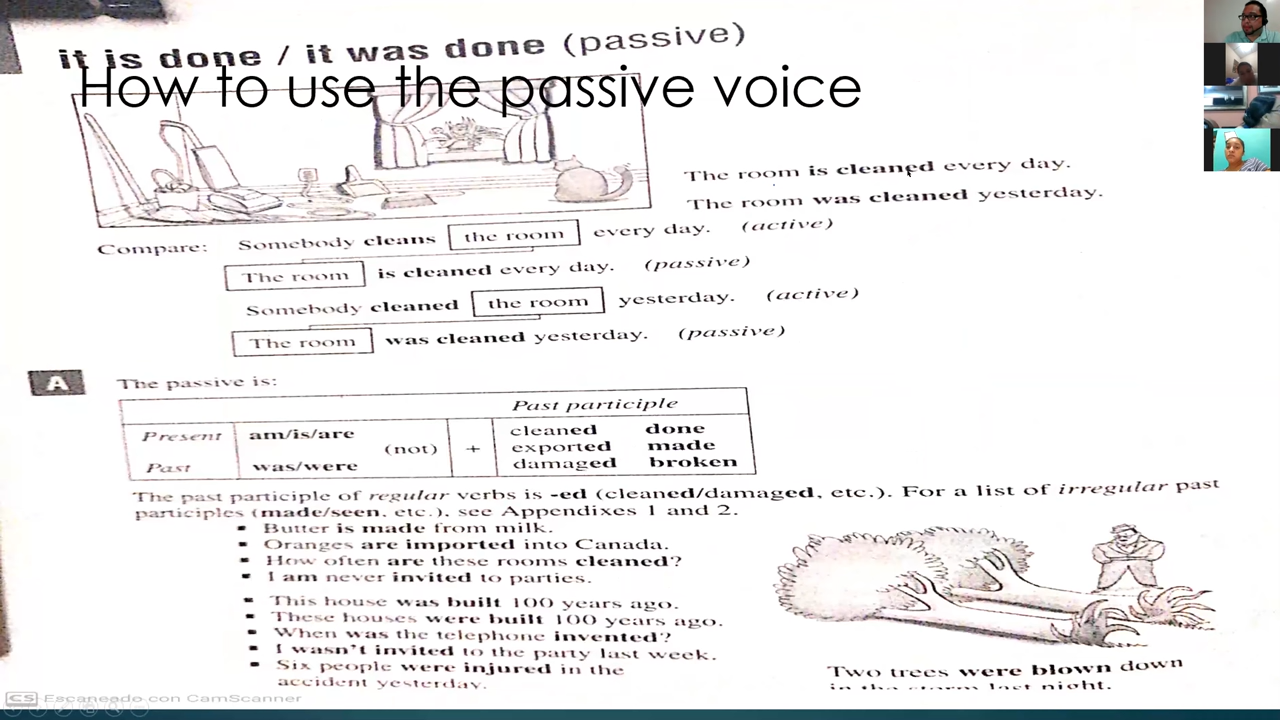 it is done / it was done (passive)
How to use the passive voice
The room is cleaned every day.
The room was cleaned yesterday.
Compare: Somebody cleans the room every day. (active)
The room is cleaned every day. (passive)
Somebody cleaned the room yesterday. (active)
The room was cleaned yesterday. (passive)
A The passive is:
Past participle
Present am/is/are (not) + cleaned done
exported made
Past was/were damaged broken
The past participle of regular verbs is -ed (cleaned/damaged, etc.). For a list of irregular past
participles (made/seen, etc.), see Appendixes 1 and 2.
▪ Butter is made from milk.
▪ Oranges are imported into Canada.
▪ How often are these rooms cleaned?
▪ I am never invited to parties.
▪ This house was built 100 years ago.
▪ These houses were built 100 years ago.
▪ When was the telephone invented?
▪ I wasn't invited to the party last week.
▪ Six people were injured in the
accident yesterday.
Two trees were blown down
in the storm last night.
CS Escaneado con CamScanner